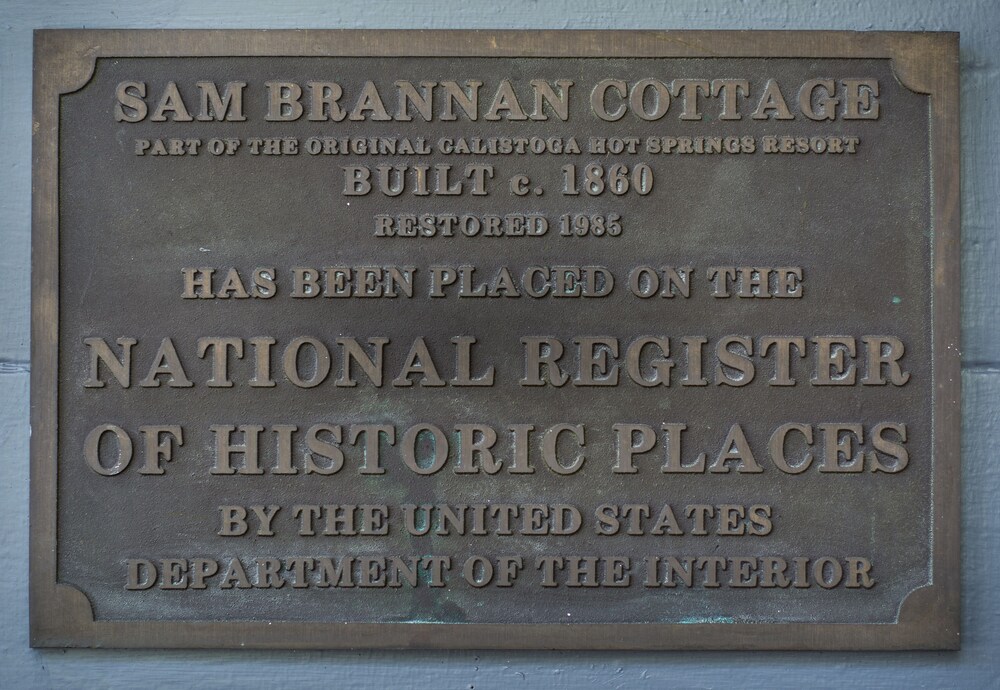 SAM BRANNAN COTTAGE
PART OF THE ORIGINAL CALISTOGA HOT SPRINGS RESORT
BUILT c. 1860
RESTORED 1985
HAS BEEN PLACED ON THE
NATIONAL REGISTER
OF HISTORIC PLACES
BY THE UNITED STATES
DEPARTMENT OF THE INTERIOR